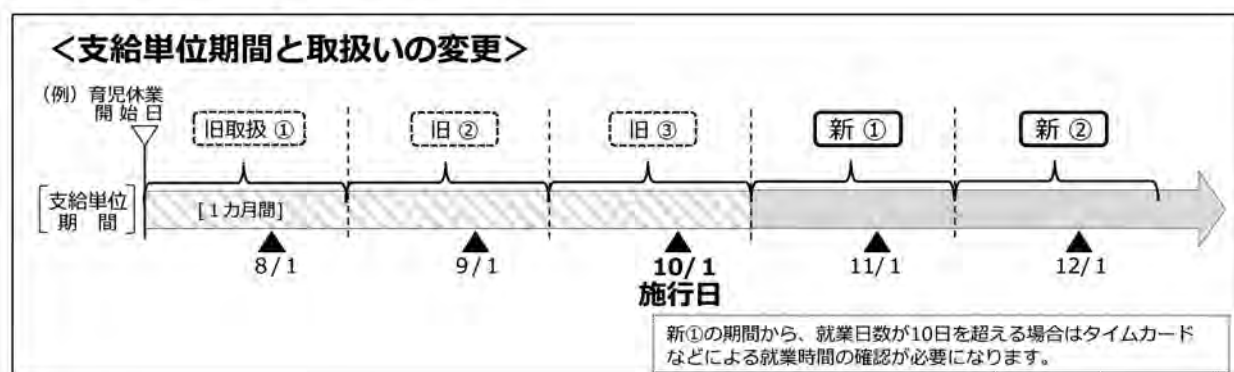 ＜支給単位期間と取扱いの変更＞
（例）育児休業
開 始 日
旧取扱 ①
旧 ②
旧 ③
新 ①
新 ②
支給単位
期　間
[１カ月間]
8/ 1
9/ 1
10/ 1
施行日
11/ 1
12/ 1
新①の期間から、就業日数が10日を超える場合はタイムカード
などによる就業時間の確認が必要になります。